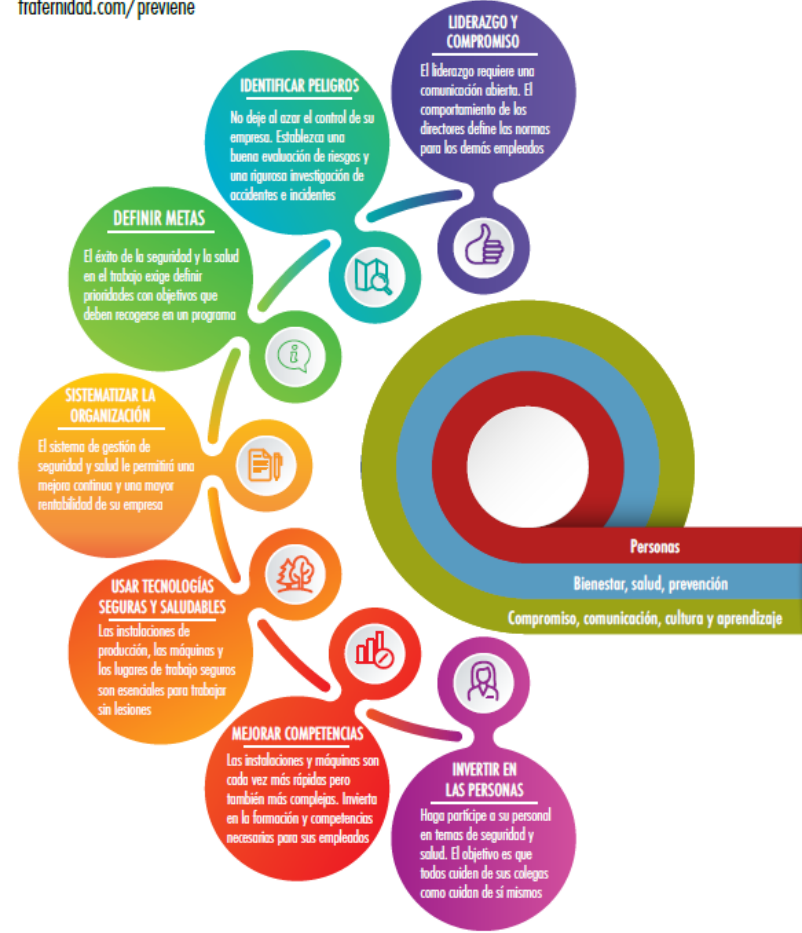 fraternidad.com/previene
LIDERAZGO Y
COMPROMISO
El liderazgo requiere una
comunicación abierta. El
comportamiento de los
directores define las normas
para los demás empleados
IDENTIFICAR PELIGROS
No deje al azar el control de su
empresa. Establezca una
buena evaluación de riesgos y
una rigurosa investigación de
accidentes e incidentes
DEFINIR METAS
El éxito de la seguridad y la salud
en el trabajo exige definir
prioridades con objetivos que
deben recogerse en un programa
SISTEMATIZAR LA
ORGANIZACIÓN
El sistema de gestión de
seguridad y salud le permitirá una
mejora continua y una mayor
rentabilidad de su empresa
USAR TECNOLOGÍAS
SEGURAS Y SALUDABLES
Las instalaciones de
producción, las máquinas y
los lugares de trabajo seguros
son esenciales para trabajar
sin lesiones
MEJORAR COMPETENCIAS
Las instalaciones y máquinas son
cada vez más rápidas pero
también más complejas. Invierta
en la formación y competencias
necesarias para sus empleados
INVERTIR EN
LAS PERSONAS
Haga partícipe a su personal
en temas de seguridad y
salud. El objetivo es que
todos cuiden de sus colegas
como cuidan de sí mismos
Personas
Bienestar, salud, prevención
Compromiso, comunicación, cultura y aprendizaje